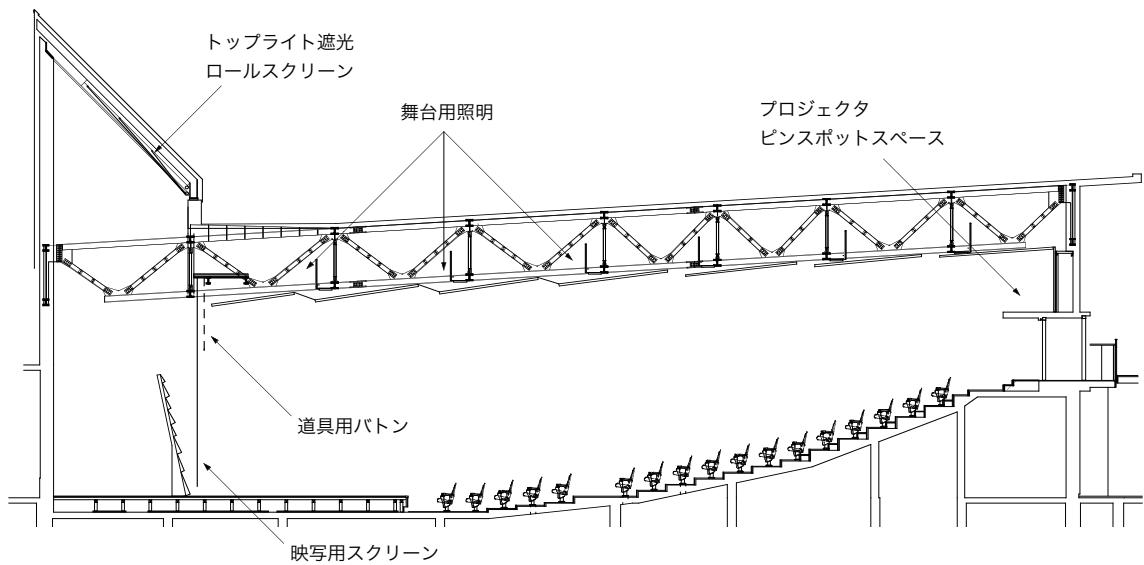 トップライト遮光
ロールスクリーン
舞台用照明
プロジェクタ
ピンスポットスペース
道具用バトン
映写用スクリーン